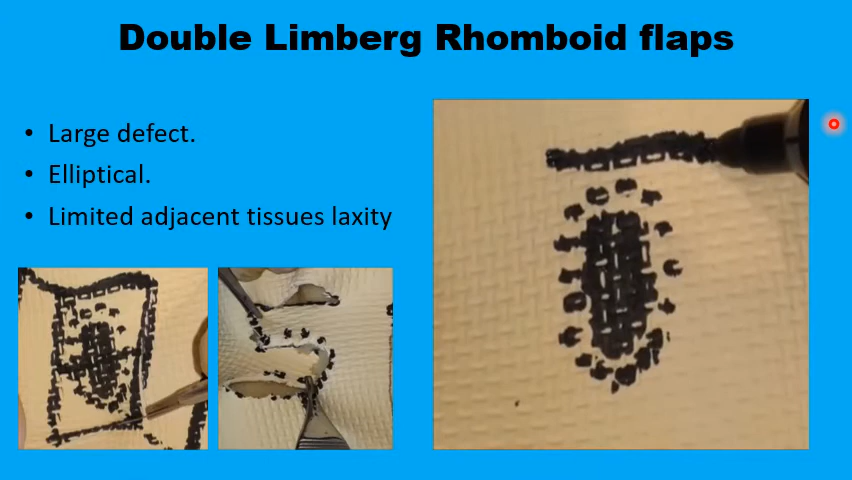 Double Limberg Rhomboid flaps
• Large defect.
• Elliptical.
• Limited adjacent tissues laxity